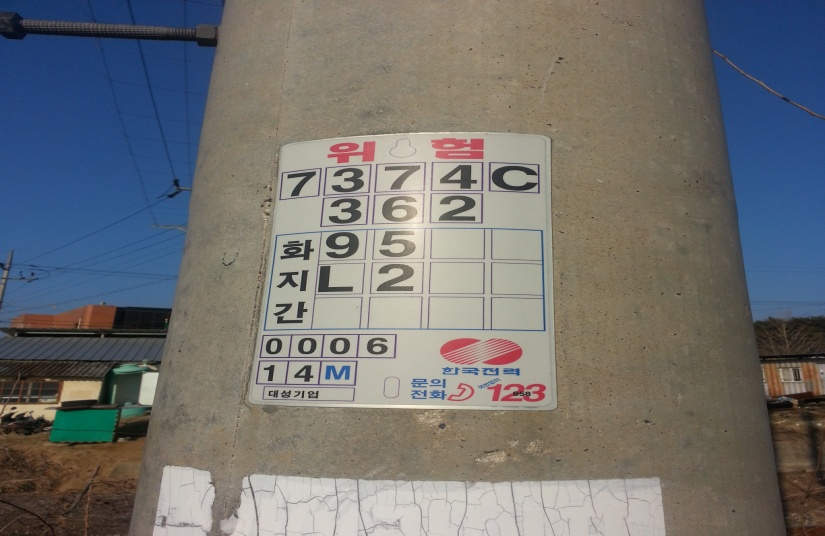 위험
7374C
362
화 95
지 L2
간
0006
14M
한국전력
문의
전화 123
958
대성기업